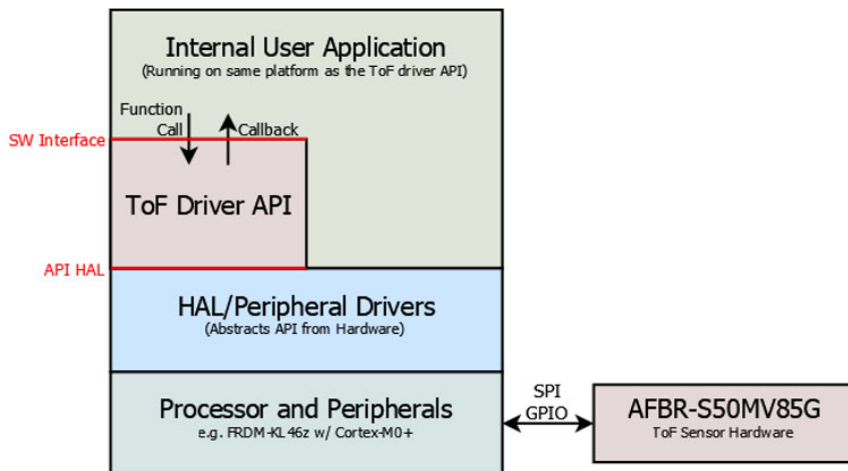 Internal User Application
(Running on same platform as the ToF driver API)
Function
Call
Callback
SW Interface
ToF Driver API
API HAL
HAL/Peripheral Drivers
(Abstracts API from Hardware)
Processor and Peripherals
e.g. FRDM-KL46z w/ Cortex-M0+
SPI
GPIO
AFBR-S50MV85G
ToF Sensor Hardware